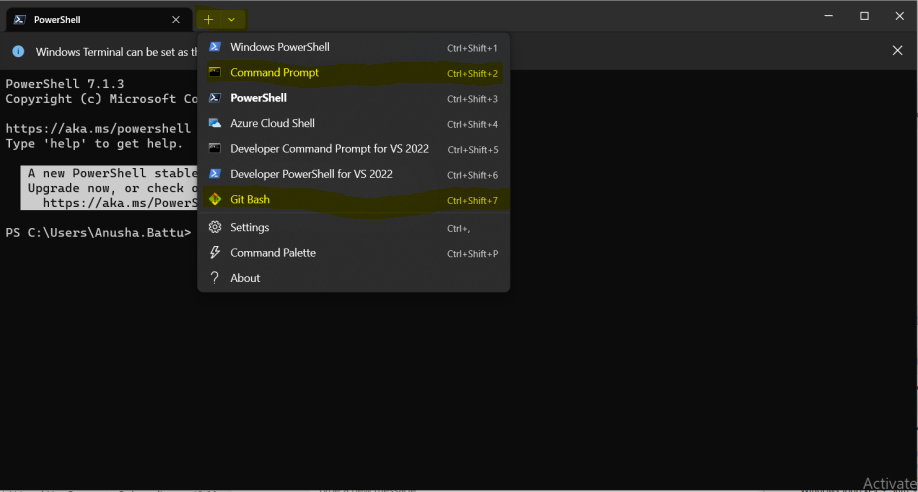 PowerShell
Windows Terminal can be set as th
PowerShell 7.1.3
Copyright (c) Microsoft Co
https://aka.ms/powershell
Type 'help' to get help.
A new PowerShell stable
Upgrade now, or check o
https://aka.ms/PowerS
PS C:\Users\Anusha.Battu>
Windows PowerShell Ctrl+Shift+1
Command Prompt Ctrl+Shift+2
PowerShell Ctrl+Shift+3
Azure Cloud Shell Ctrl+Shift+4
Developer Command Prompt for VS 2022 Ctrl+Shift+5
Developer PowerShell for VS 2022 Ctrl+Shift+6
Git Bash Ctrl+Shift+7
Settings Ctrl+,
Command Palette Ctrl+Shift+P
About
Activate